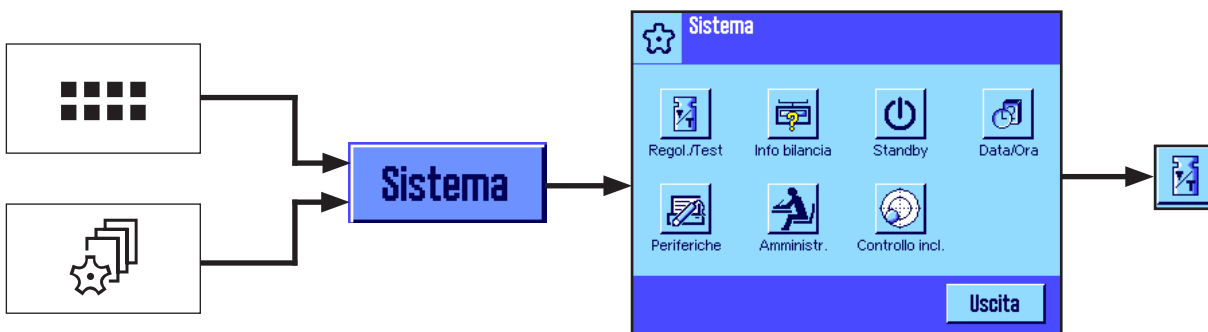 Sistema
Sistema
Regol./Test
Info bilancia
Standby
Data/Ora
Periferiche
Amministr.
Controllo incl.
Uscita